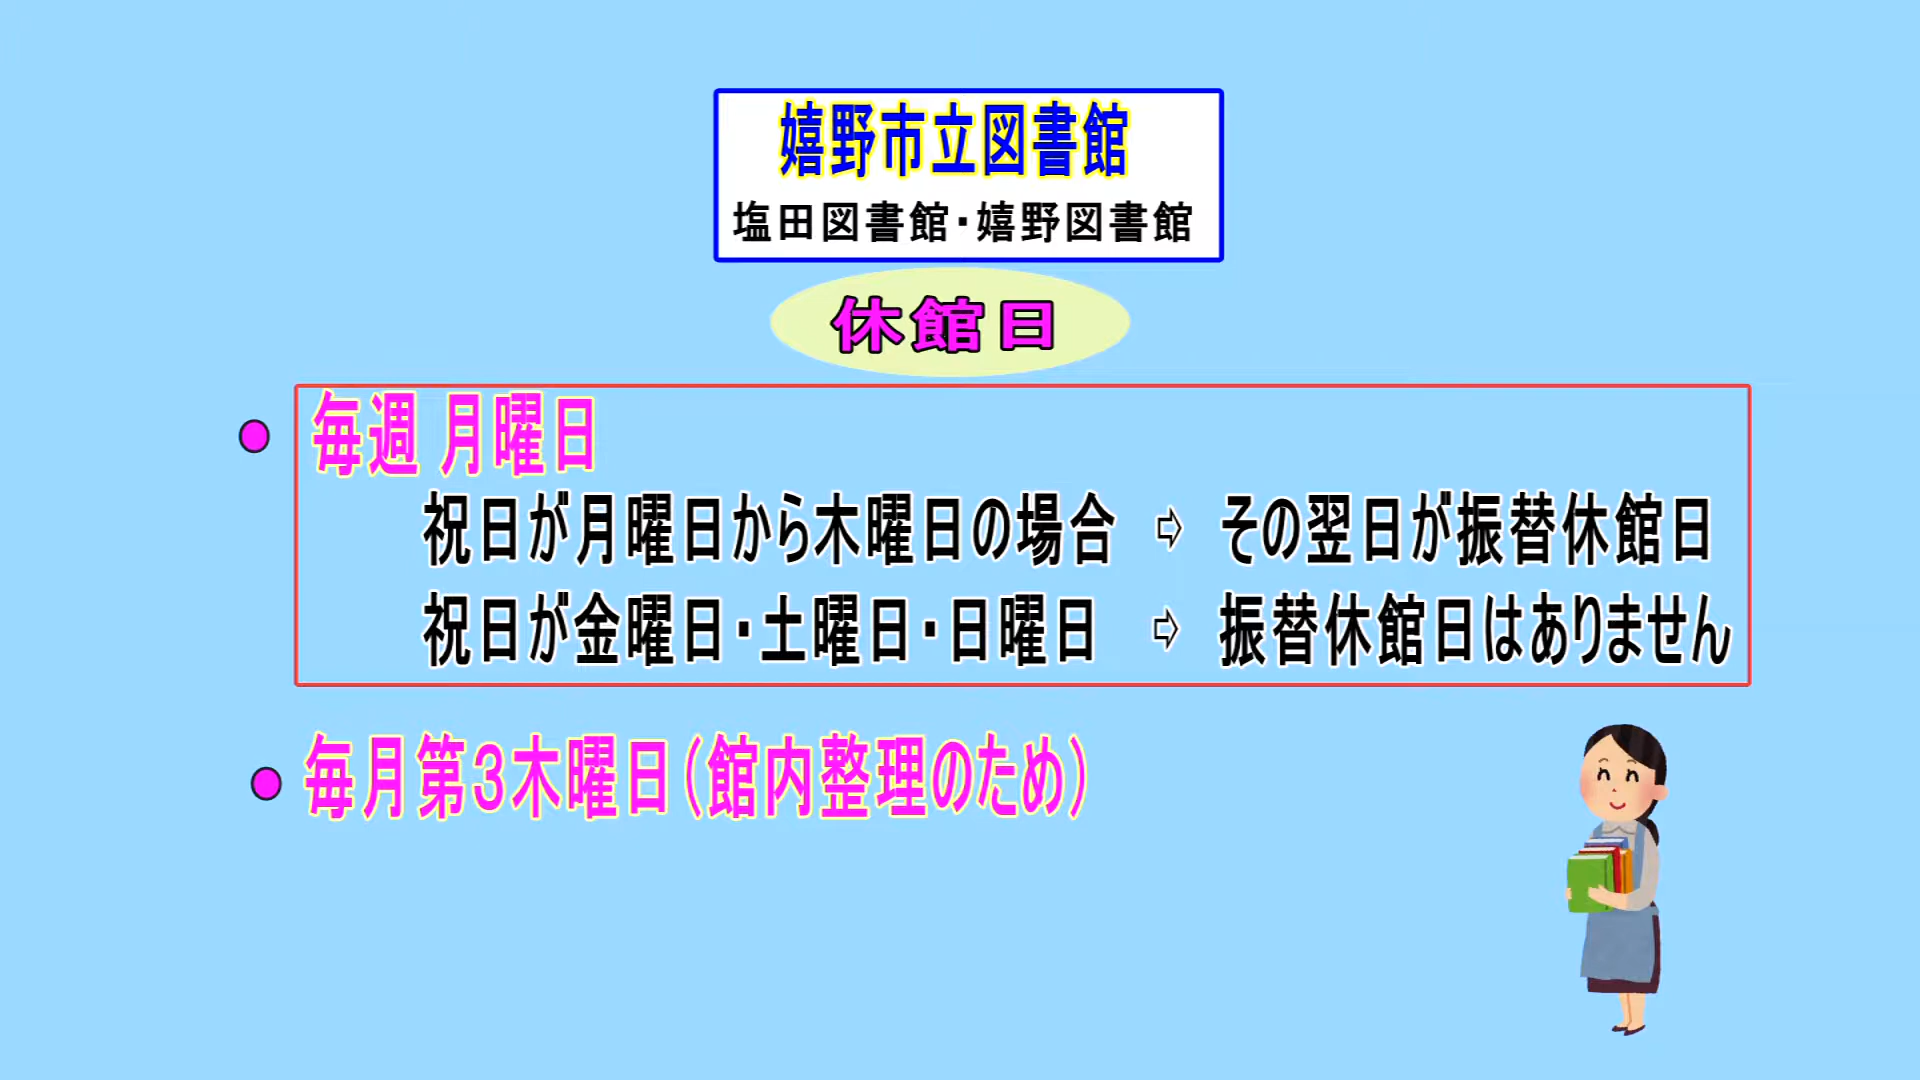 嬉野市立図書館
塩田図書館・嬉野図書館
休館日
● 毎週 月曜日
祝日が月曜日から木曜日の場合 ⇨ その翌日が振替休館日
祝日が金曜日・土曜日・日曜日 ⇨ 振替休館日はありません
● 毎月第3木曜日(館内整理のため)